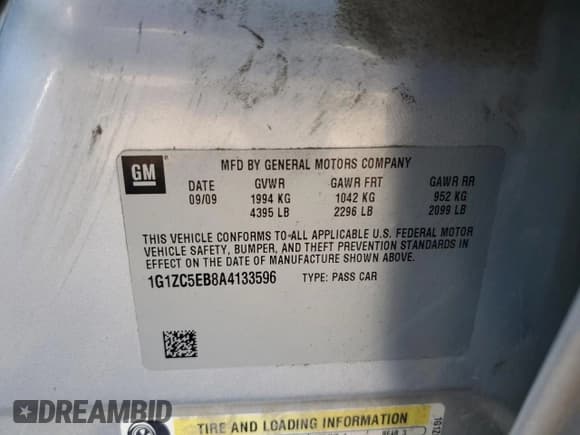 GM
MFD BY GENERAL MOTORS COMPANY
DATE GVWR GAWR FRT GAWR RR
09/09 1994 KG 1042 KG 952 KG
4395 LB 2296 LB 2099 LB
THIS VEHICLE CONFORMS TO ALL APPLICABLE U.S. FEDERAL MOTOR
VEHICLE SAFETY, BUMPER, AND THEFT PREVENTION STANDARDS IN
EFFECT ON THE DATE OF MANUFACTURE SHOWN ABOVE.
1G1ZC5EB8A4133596 TYPE: PASS CAR
TIRE AND LOADING INFORMATION
1G1Z
DREAMBID